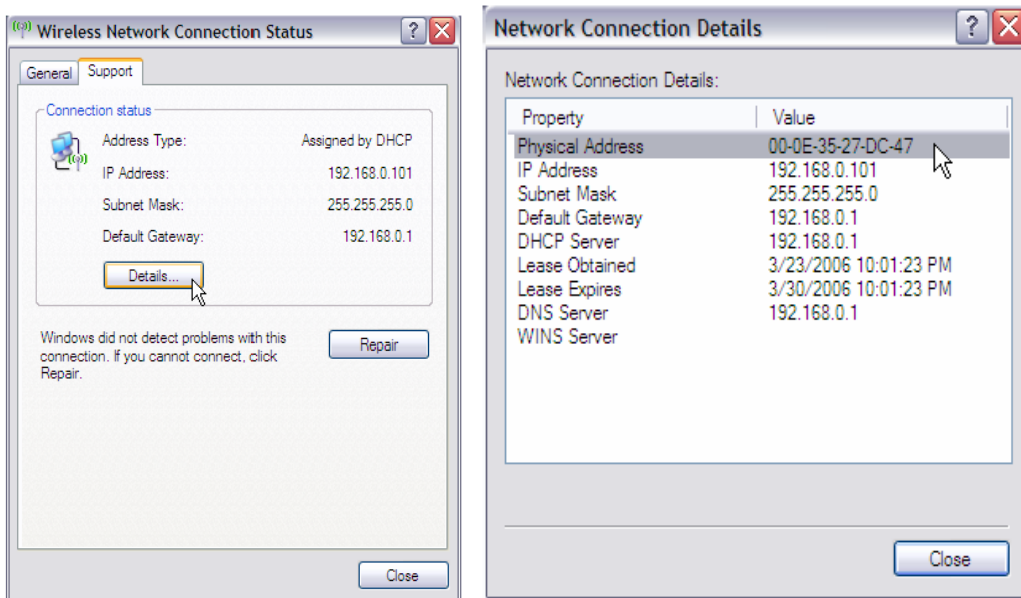 Wireless Network Connection Status
General Support
Connection status
Address Type: Assigned by DHCP
IP Address: 192.168.0.101
Subnet Mask: 255.255.255.0
Default Gateway: 192.168.0.1
Details...
Windows did not detect problems with this
connection. If you cannot connect, click
Repair.
Repair
Close
Network Connection Details
Network Connection Details:
Property Value
Physical Address 00-0E-35-27-DC-47
IP Address 192.168.0.101
Subnet Mask 255.255.255.0
Default Gateway 192.168.0.1
DHCP Server 192.168.0.1
Lease Obtained 3/23/2006 10:01:23 PM
Lease Expires 3/30/2006 10:01:23 PM
DNS Server 192.168.0.1
WINS Server
Close